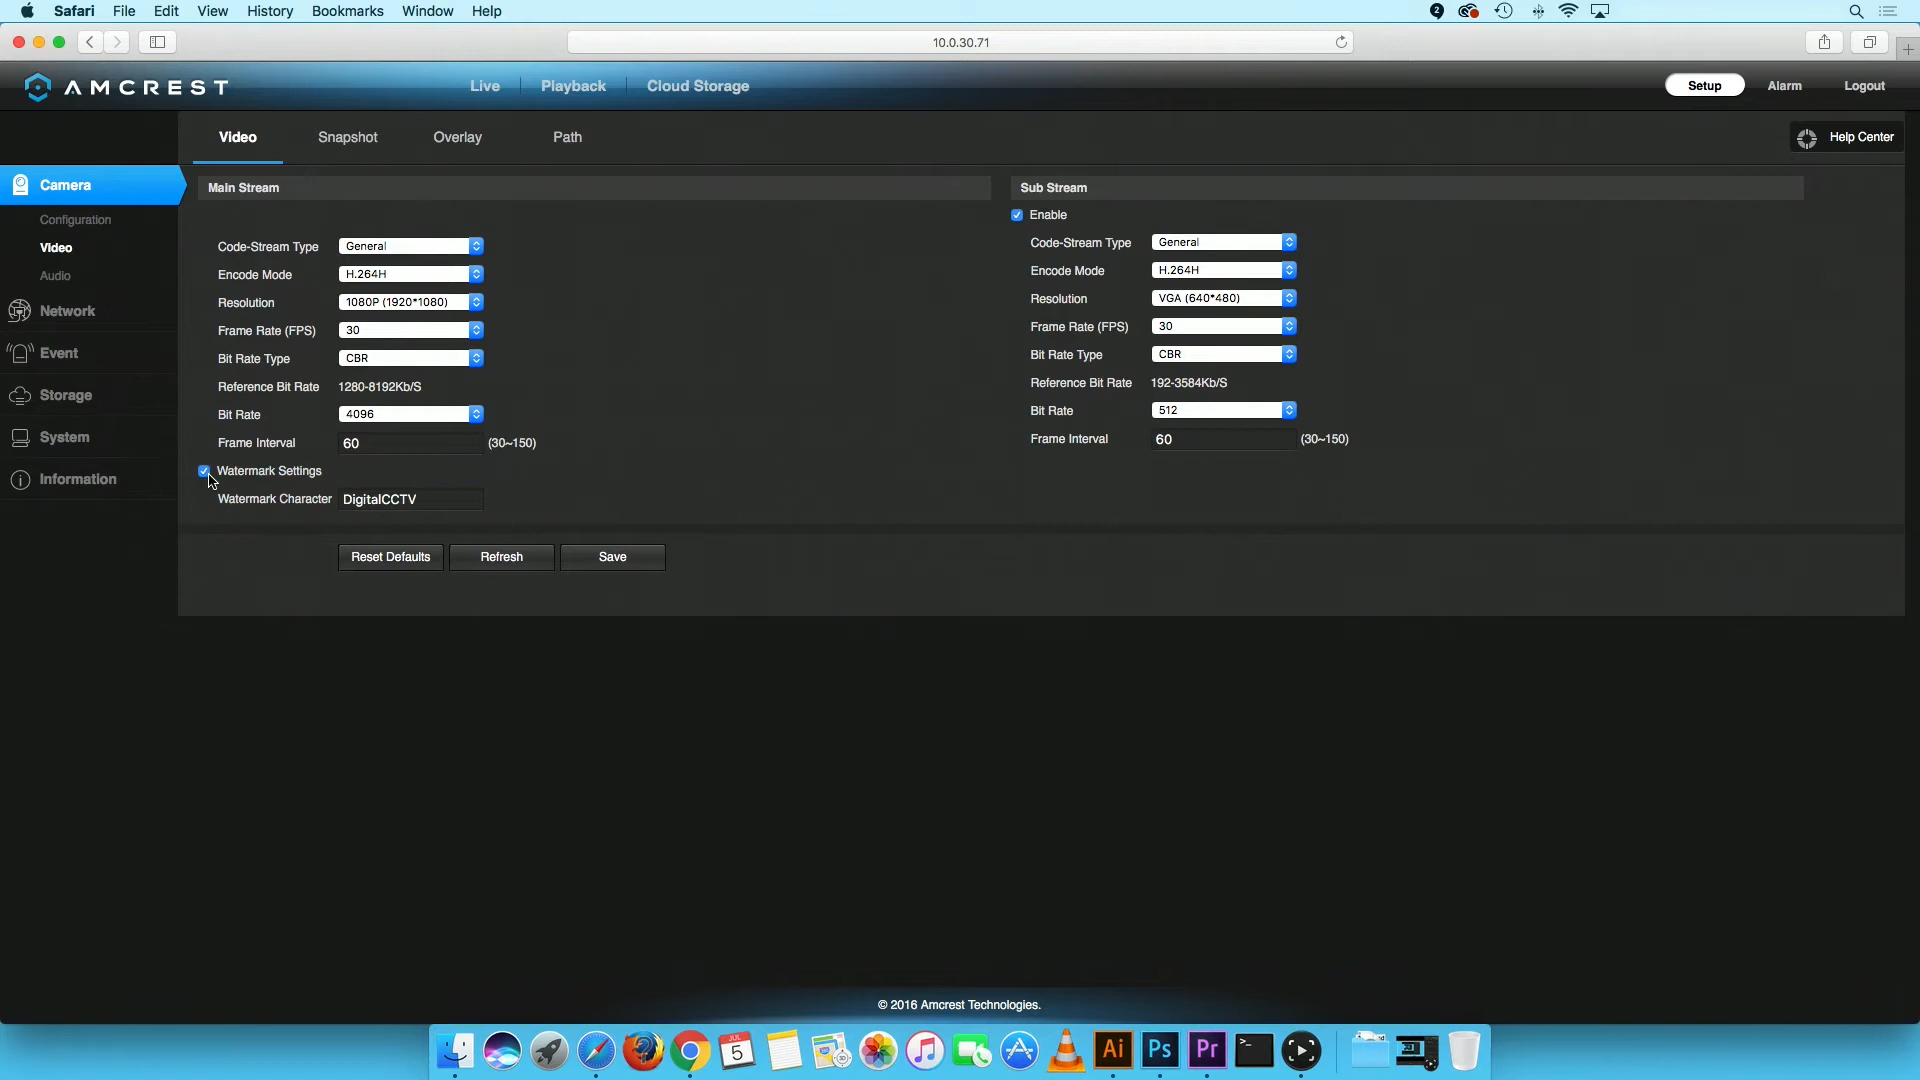 Safari File Edit View History Bookmarks Window Help
2
10.0.30.71
AMCREST
Live Playback Cloud Storage
Setup Alarm Logout
Video Snapshot Overlay Path
Help Center
Camera
Configuration
Video
Audio
Network
Event
Storage
System
Information
Main Stream
Code-Stream Type General
Encode Mode H.264H
Resolution 1080P (1920*1080)
Frame Rate (FPS) 30
Bit Rate Type CBR
Reference Bit Rate 1280-8192Kb/S
Bit Rate 4096
Frame Interval 60 (30~150)
Watermark Settings
Watermark Character DigitalCCTV
Reset Defaults Refresh Save
Sub Stream
Enable
Code-Stream Type General
Encode Mode H.264H
Resolution VGA (640*480)
Frame Rate (FPS) 30
Bit Rate Type CBR
Reference Bit Rate 192-3584Kb/S
Bit Rate 512
Frame Interval 60 (30~150)
© 2016 Amcrest Technologies.
JUL
5
Ai Ps Pr